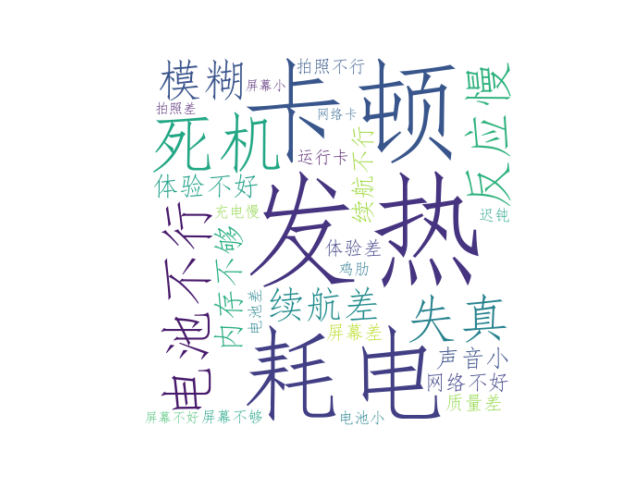 模糊
屏幕小
拍照不行
卡顿
反应慢
拍照差
网络卡
死机
运行卡
续航不行
体验不好
发热
充电慢
迟钝
电池不行
内存不够
体验差
鸡肋
电池差
续航差
屏幕差
失真
耗电
声音小
网络不好
质量差
屏幕不好
屏幕不够
电池小